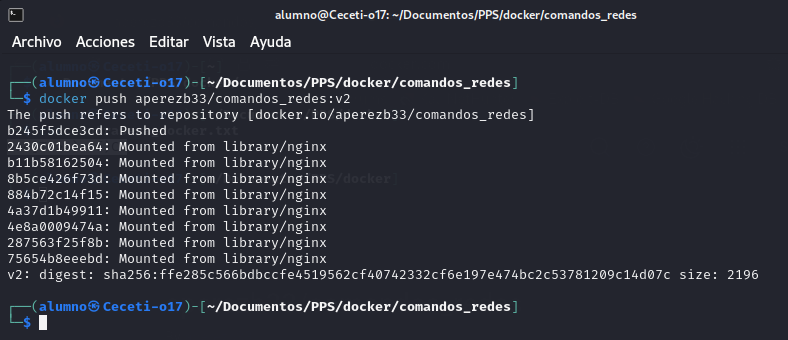 alumno@Ceceti-o17: ~/Documentos/PPS/docker/comandos_redes
Archivo Acciones Editar Vista Ayuda
┌──(alumno㉿Ceceti-o17)-[~/Documentos/PPS/docker/comandos_redes]
└─$ docker push aperezb33/comandos_redes:v2
The push refers to repository [docker.io/aperezb33/comandos_redes]
b245f5dce3cd: Pushed
2430c01bea64: Mounted from library/nginx
b11b58162504: Mounted from library/nginx
8b5ce426f73d: Mounted from library/nginx
884b72c14f15: Mounted from library/nginx
4a37d1b49911: Mounted from library/nginx
4e8a0009474a: Mounted from library/nginx
287563f25f8b: Mounted from library/nginx
75654b8eeebd: Mounted from library/nginx
v2: digest: sha256:ffe285c566bdbccfe4519562cf40742332cf6e197e474bc2c53781209c14d07c size: 2196
┌──(alumno㉿Ceceti-o17)-[~/Documentos/PPS/docker/comandos_redes]
└─$